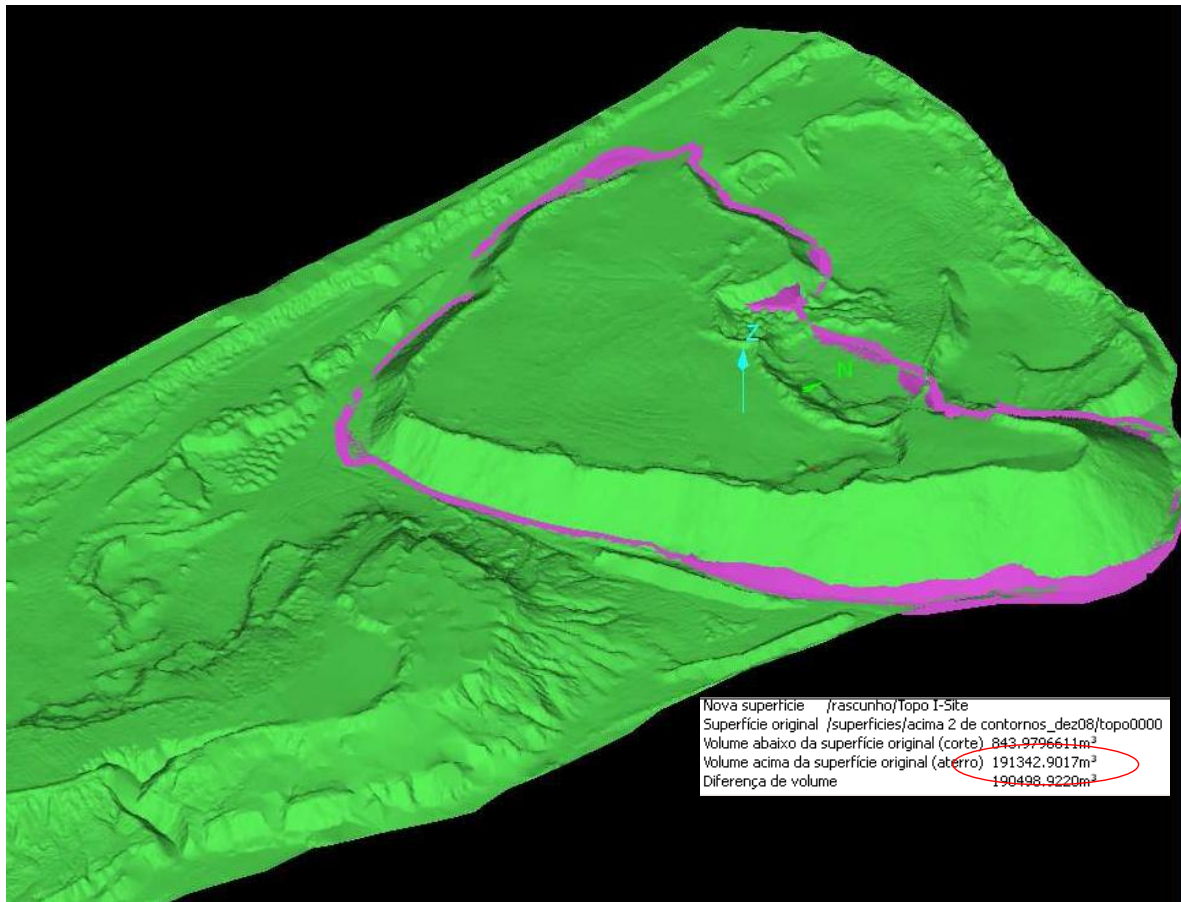 Z
N
Nova superfície /rascunho/Topo I-Site
Superfície original /superficies/acima 2 de contornos_dez08/topo0000
Volume abaixo da superfície original (corte) 843.9796611m³
Volume acima da superfície original (aterro) 191342.9017m³
Diferença de volume 190498.9220m³